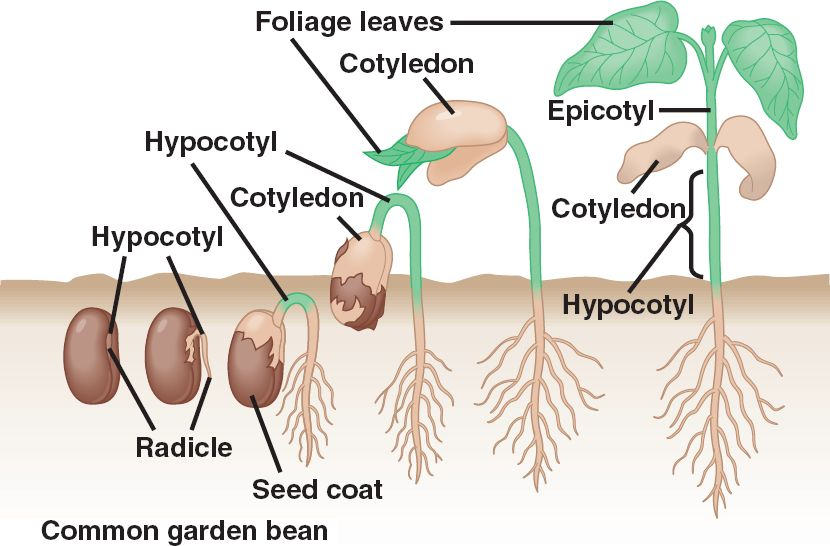 Foliage leaves
Cotyledon
Epicotyl
Hypocotyl
Cotyledon
Cotyledon
Hypocotyl
Hypocotyl
Radicle
Seed coat
Common garden bean